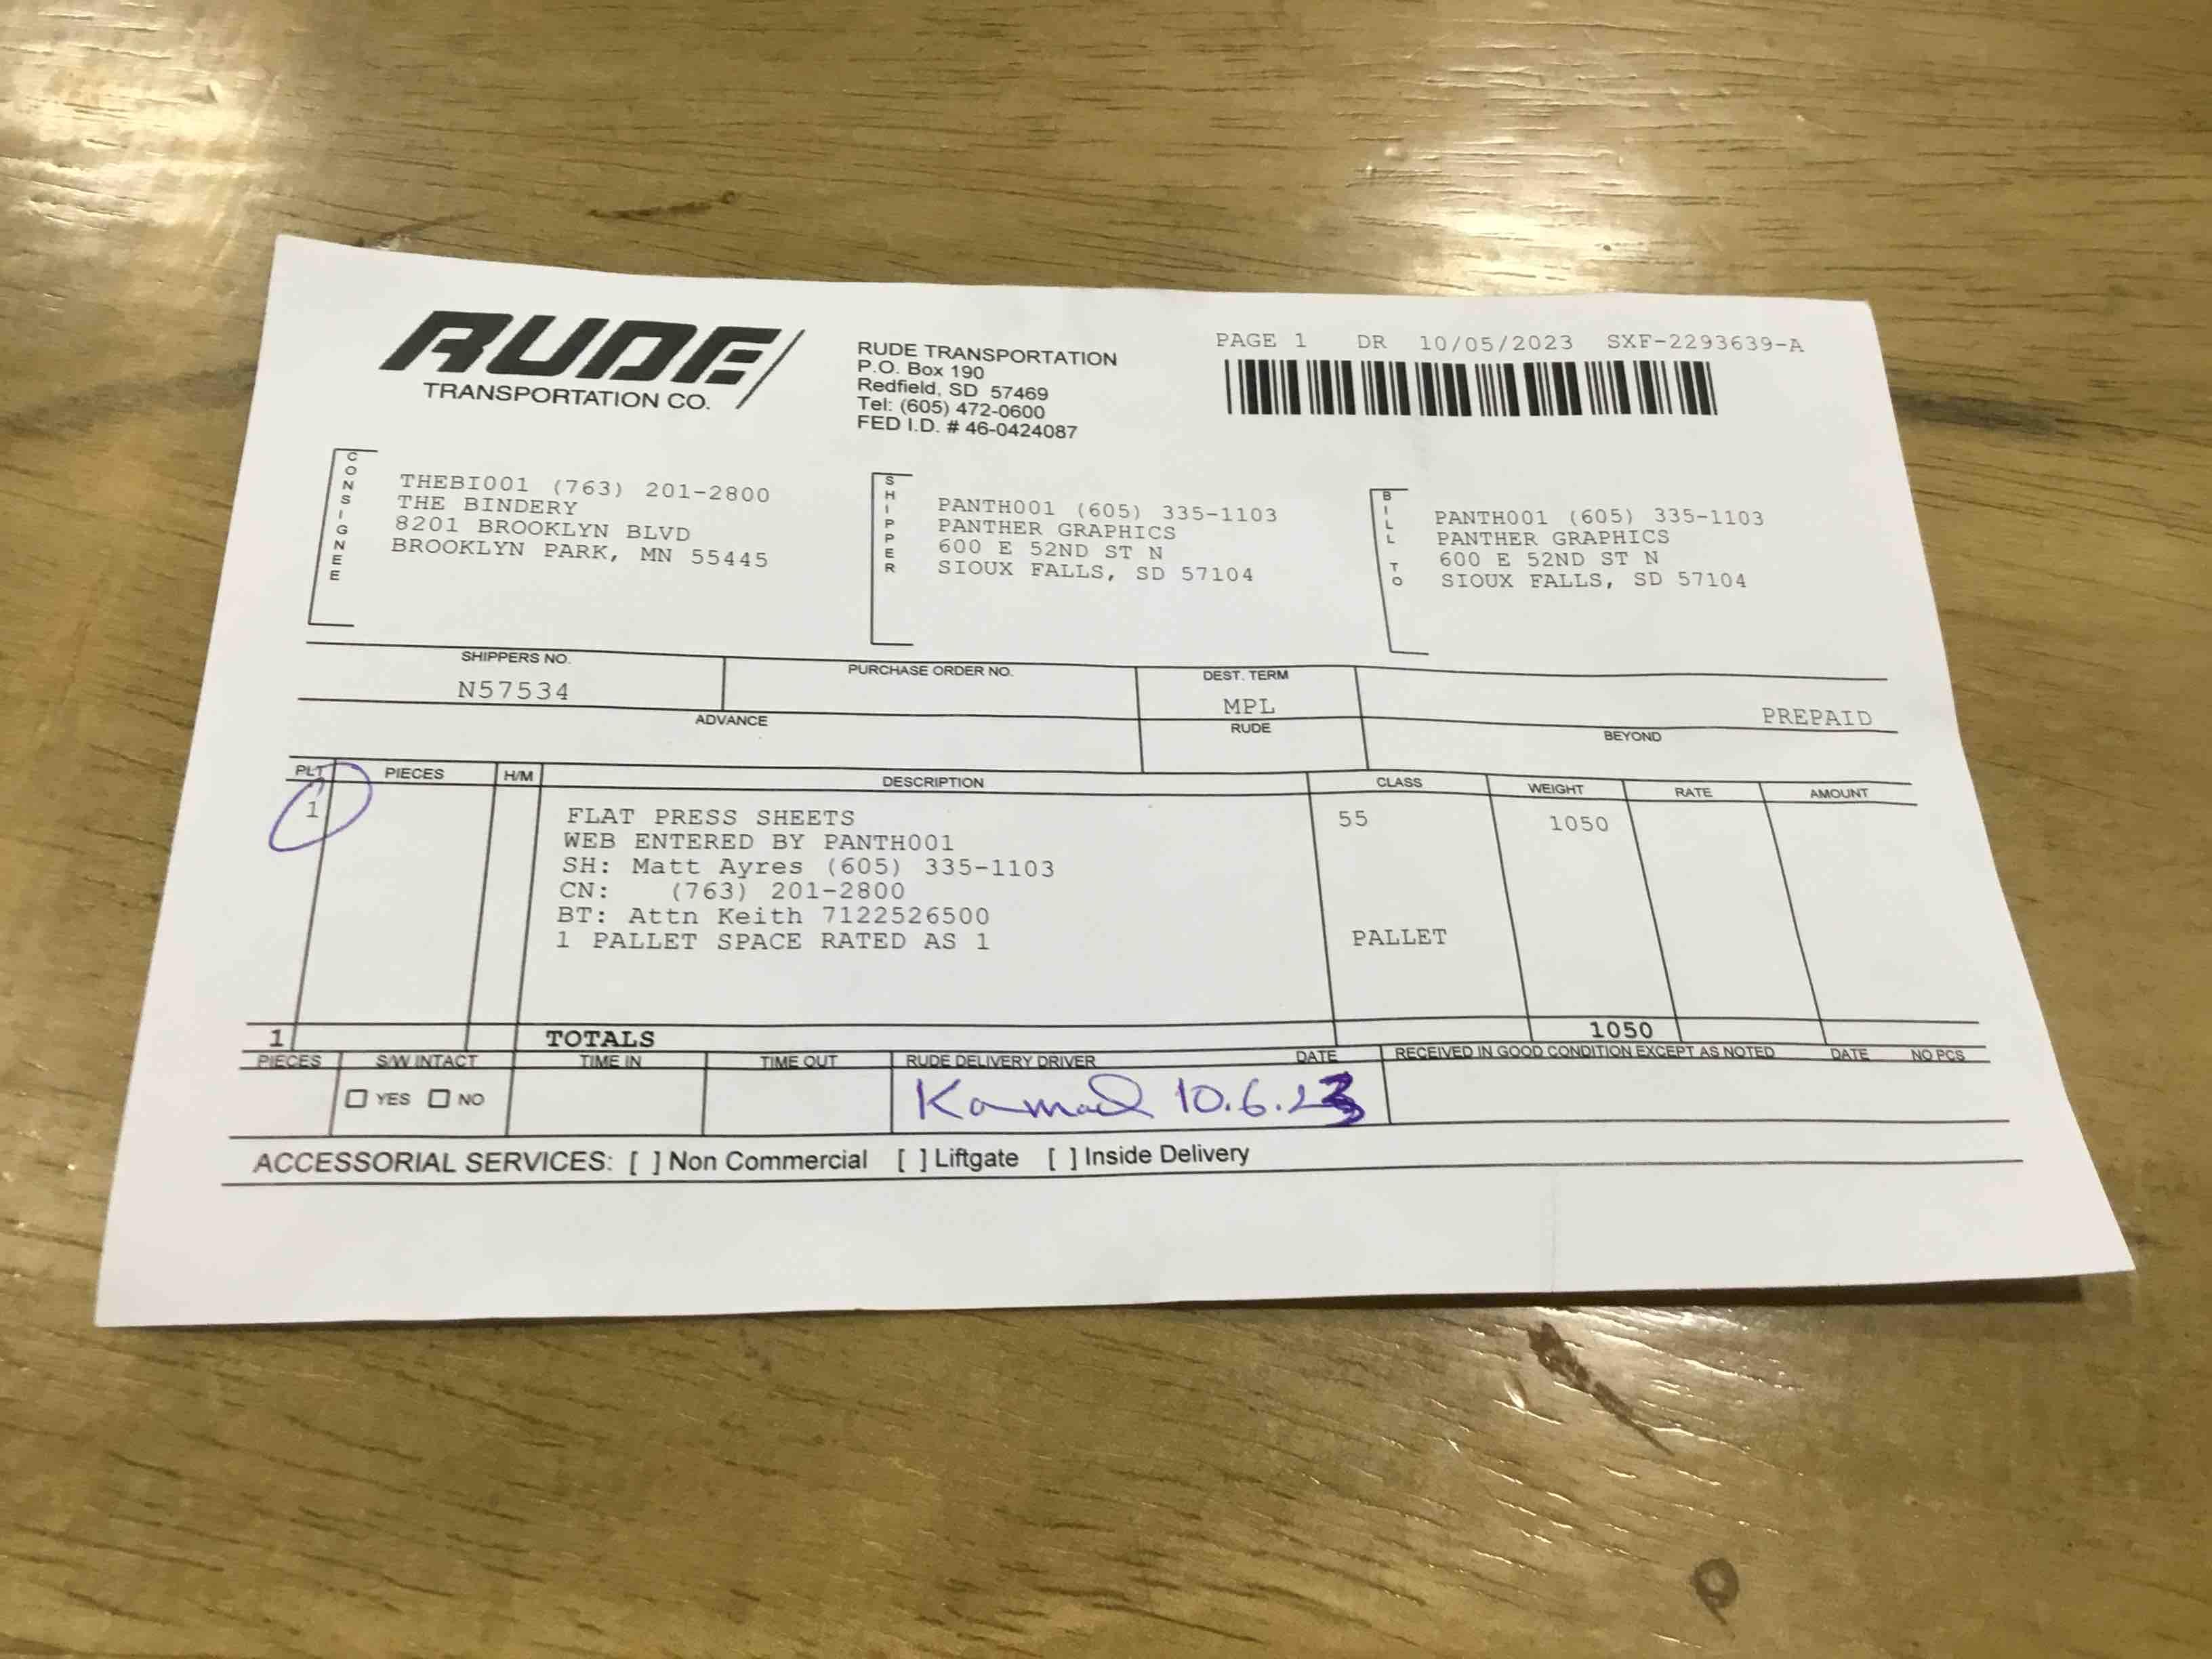 RUDE
TRANSPORTATION CO.
RUDE TRANSPORTATION
P.O. Box 190
Redfield, SD 57469
Tel: (605) 472-0600
FED I.D. # 46-0424087
PAGE 1 DR 10/05/2023 SXF-2293639-A
CONSIGNEE
THEBI001 (763) 201-2800
THE BINDERY
8201 BROOKLYN BLVD
BROOKLYN PARK, MN 55445
SHIPPER
PANTH001 (605) 335-1103
PANTHER GRAPHICS
600 E 52ND ST N
SIOUX FALLS, SD 57104
BILL TO
PANTH001 (605) 335-1103
PANTHER GRAPHICS
600 E 52ND ST N
SIOUX FALLS, SD 57104
SHIPPERS NO. PURCHASE ORDER NO. DEST. TERM
N57534 MPL PREPAID
ADVANCE RUDE BEYOND
PLT PIECES H/M DESCRIPTION CLASS WEIGHT RATE AMOUNT
1 FLAT PRESS SHEETS 55 1050
WEB ENTERED BY PANTH001
SH: Matt Ayres (605) 335-1103
CN: (763) 201-2800
BT: Attn Keith 7122526500
1 PALLET SPACE RATED AS 1 PALLET
1 TOTALS 1050
PIECES S/W INTACT TIME IN TIME OUT RUDE DELIVERY DRIVER DATE RECEIVED IN GOOD CONDITION EXCEPT AS NOTED DATE NO PCS
YES NO 10.6.23
ACCESSORIAL SERVICES: [ ] Non Commercial [ ] Liftgate [ ] Inside Delivery